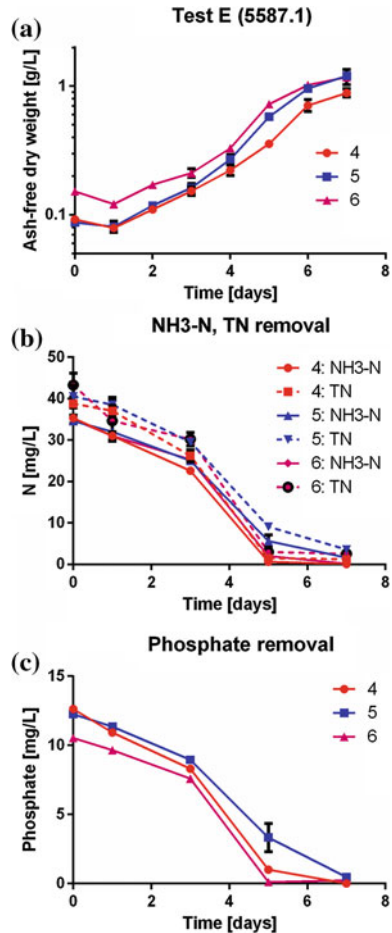 (a)
Test E (5587.1)
Ash-free dry weight [g/L]
1
0.1
4
5
6
0 2 4 6 8
Time [days]
(b)
NH3-N, TN removal
N [mg/L]
50
40
30
20
10
0
4: NH3-N
4: TN
5: NH3-N
5: TN
6: NH3-N
6: TN
0 2 4 6 8
Time [days]
(c)
Phosphate removal
Phosphate [mg/L]
15
10
5
0
4
5
6
0 2 4 6 8
Time [days]